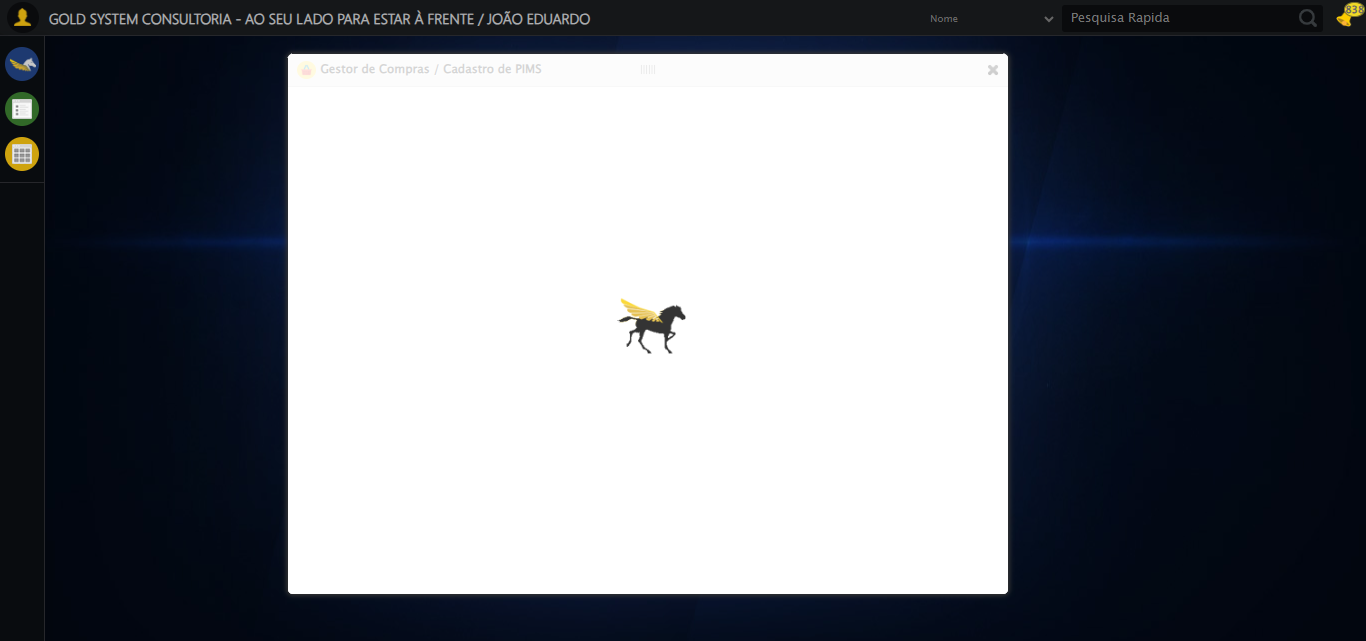 GOLD SYSTEM CONSULTORIA - AO SEU LADO PARA ESTAR À FRENTE / JOÃO EDUARDO
Nome
Pesquisa Rapida
838
Gestor de Compras / Cadastro de PIMS